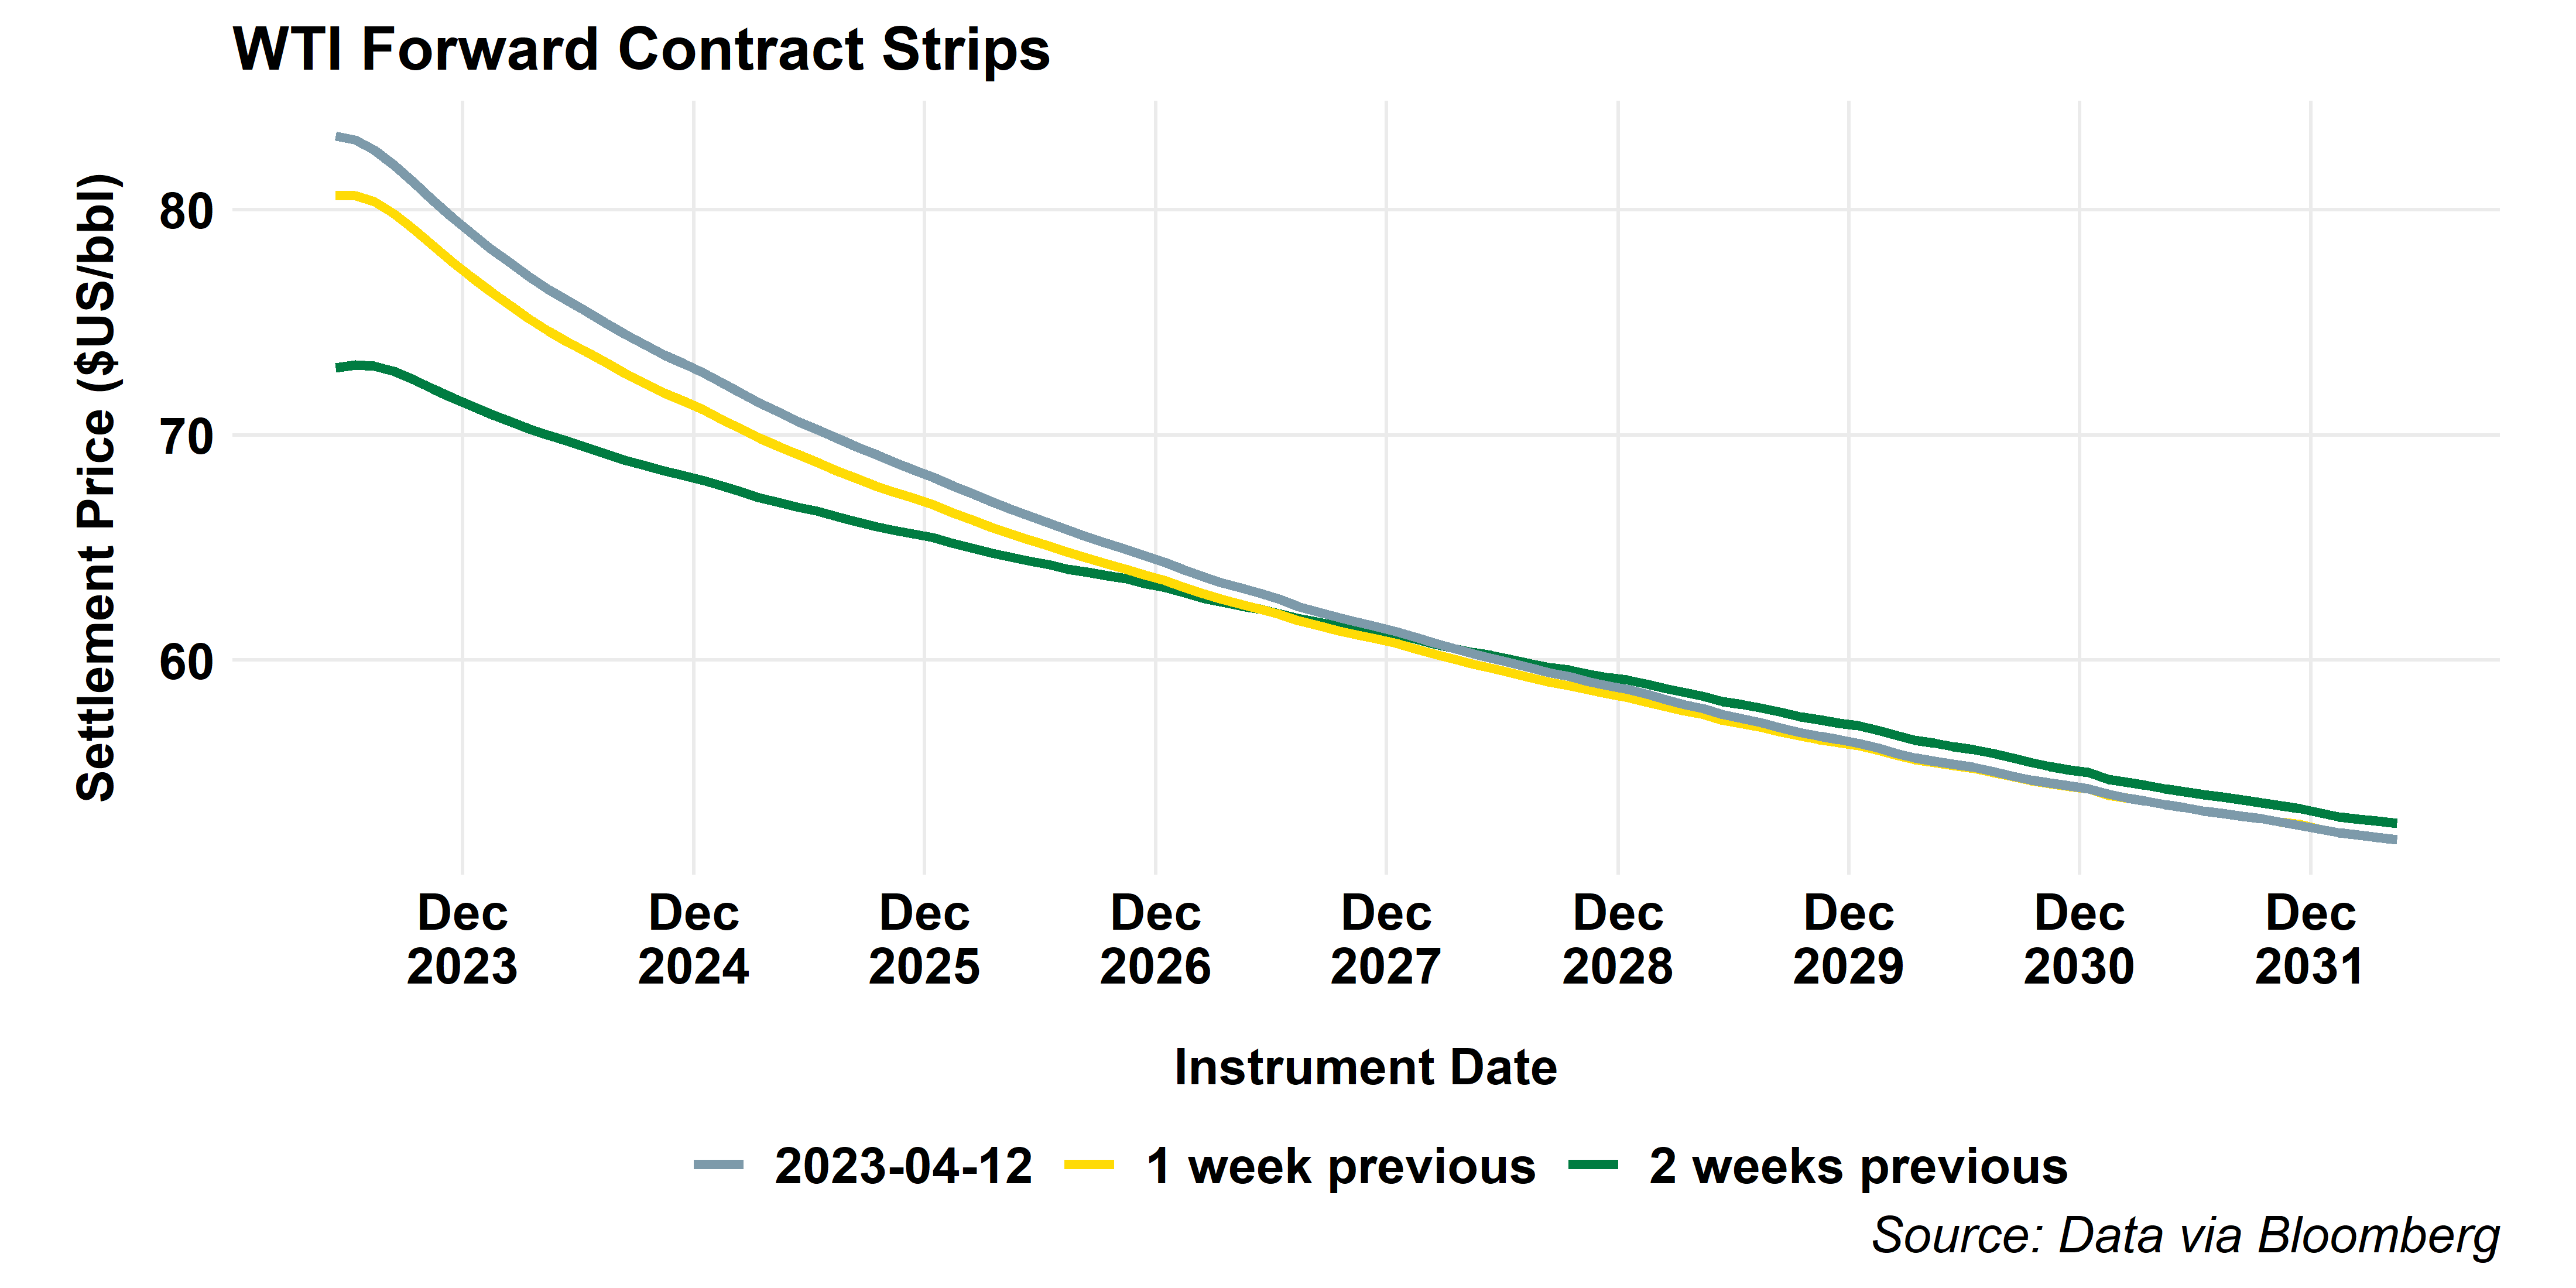 WTI Forward Contract Strips
Settlement Price ($US/bbl)
80
70
60
Dec 2023
Dec 2024
Dec 2025
Dec 2026
Dec 2027
Dec 2028
Dec 2029
Dec 2030
Dec 2031
Instrument Date
2023-04-12
1 week previous
2 weeks previous
Source: Data via Bloomberg